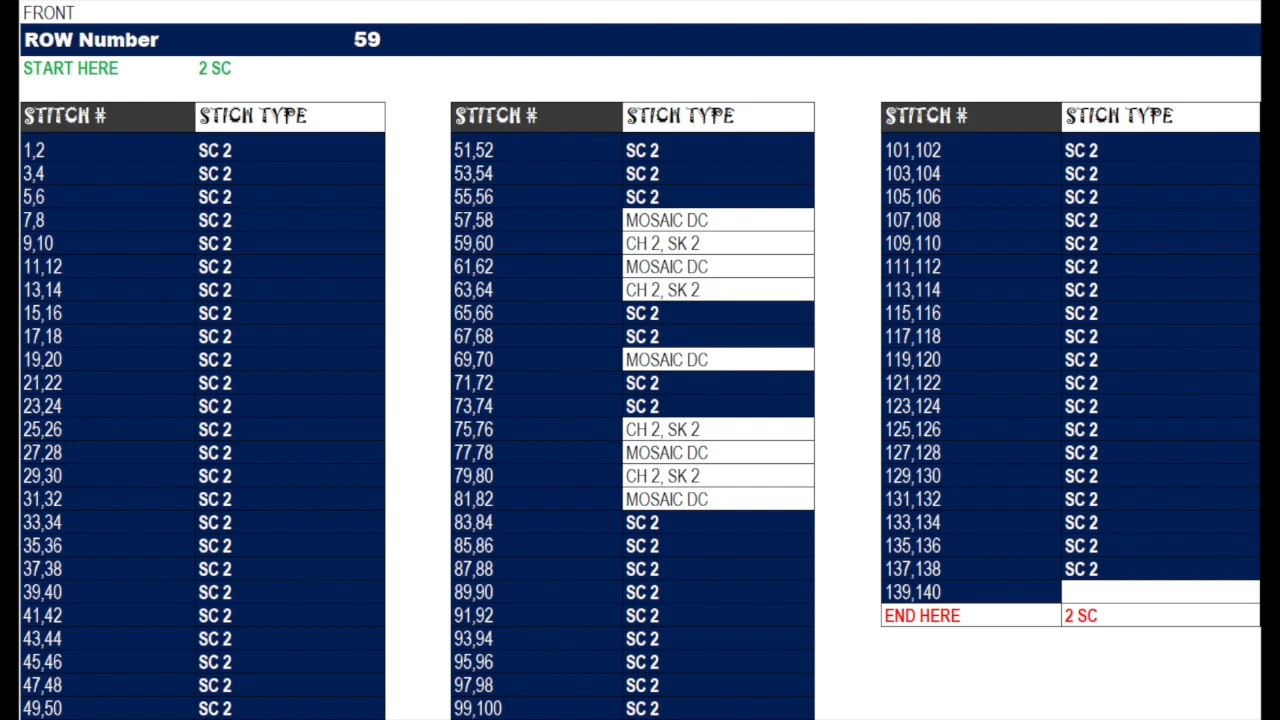 FRONT
ROW Number 59
START HERE 2 SC
STITCH # STICH TYPE
1,2 SC 2
3,4 SC 2
5,6 SC 2
7,8 SC 2
9,10 SC 2
11,12 SC 2
13,14 SC 2
15,16 SC 2
17,18 SC 2
19,20 SC 2
21,22 SC 2
23,24 SC 2
25,26 SC 2
27,28 SC 2
29,30 SC 2
31,32 SC 2
33,34 SC 2
35,36 SC 2
37,38 SC 2
39,40 SC 2
41,42 SC 2
43,44 SC 2
45,46 SC 2
47,48 SC 2
49,50 SC 2
STITCH # STICH TYPE
51,52 SC 2
53,54 SC 2
55,56 SC 2
57,58 MOSAIC DC
59,60 CH 2, SK 2
61,62 MOSAIC DC
63,64 CH 2, SK 2
65,66 SC 2
67,68 SC 2
69,70 MOSAIC DC
71,72 SC 2
73,74 SC 2
75,76 CH 2, SK 2
77,78 MOSAIC DC
79,80 CH 2, SK 2
81,82 MOSAIC DC
83,84 SC 2
85,86 SC 2
87,88 SC 2
89,90 SC 2
91,92 SC 2
93,94 SC 2
95,96 SC 2
97,98 SC 2
99,100 SC 2
STITCH # STICH TYPE
101,102 SC 2
103,104 SC 2
105,106 SC 2
107,108 SC 2
109,110 SC 2
111,112 SC 2
113,114 SC 2
115,116 SC 2
117,118 SC 2
119,120 SC 2
121,122 SC 2
123,124 SC 2
125,126 SC 2
127,128 SC 2
129,130 SC 2
131,132 SC 2
133,134 SC 2
135,136 SC 2
137,138 SC 2
139,140
END HERE 2 SC